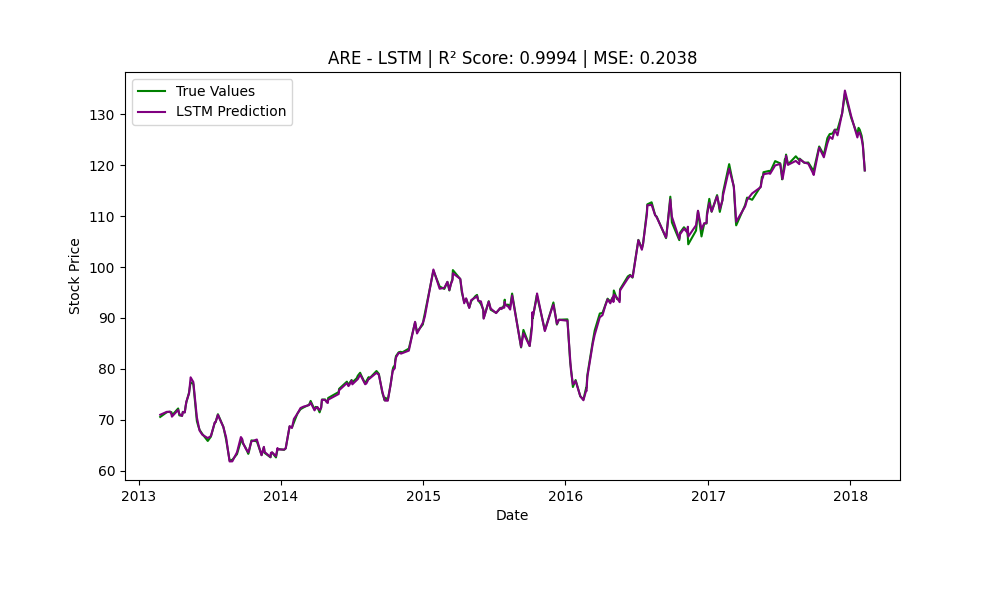 ARE - LSTM | R² Score: 0.9994 | MSE: 0.2038
True Values
LSTM Prediction
130
120
110
100
90
80
70
60
Stock Price
2013 2014 2015 2016 2017 2018
Date